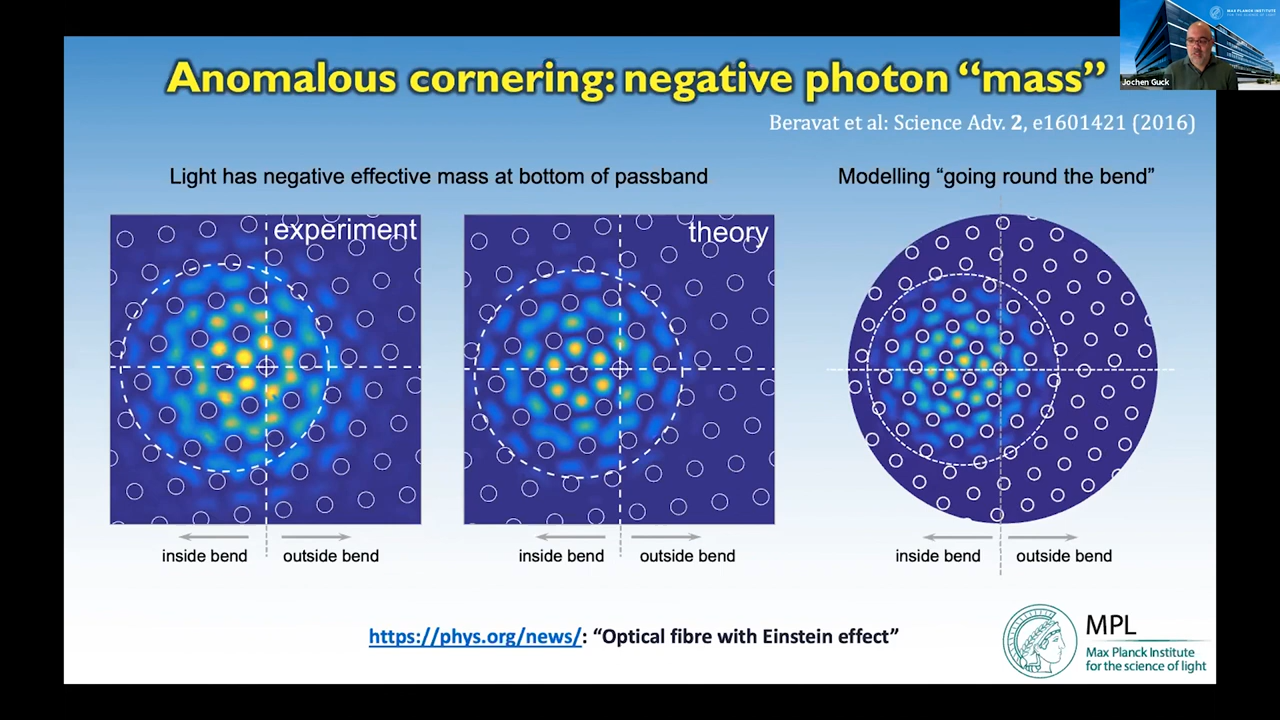 MAX PLANCK INSTITUTE
FOR THE SCIENCE OF LIGHT
Jochen Guck
Anomalous cornering: negative photon “mass”
Beravat et al: Science Adv. 2, e1601421 (2016)
Light has negative effective mass at bottom of passband
Modelling “going round the bend”
experiment
theory
inside bend
outside bend
inside bend
outside bend
inside bend
outside bend
https://phys.org/news/: “Optical fibre with Einstein effect”
MPL
Max Planck Institute
for the science of light